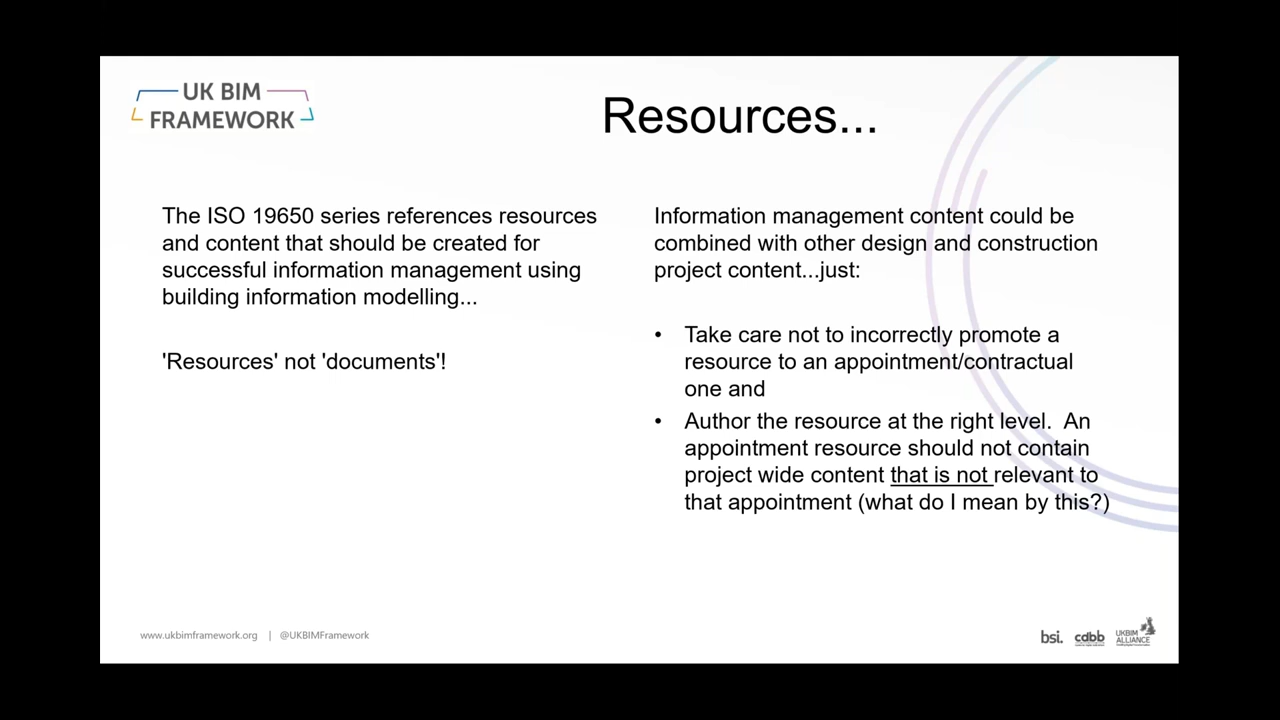 UK BIM
FRAMEWORK
Resources...
The ISO 19650 series references resources
and content that should be created for
successful information management using
building information modelling...
'Resources' not 'documents'!
Information management content could be
combined with other design and construction
project content...just:
• Take care not to incorrectly promote a
resource to an appointment/contractual
one and
• Author the resource at the right level.  An
appointment resource should not contain
project wide content that is not relevant to
that appointment (what do I mean by this?)
www.ukbimframework.org | @UKBIMFramework
bsi.
cdbb
UKBIM
ALLIANCE